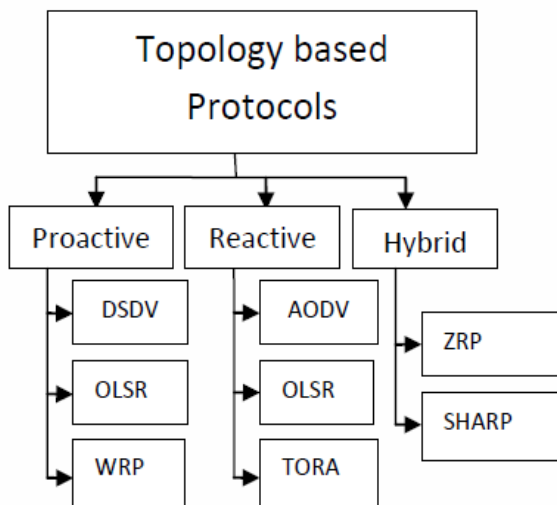 Topology based
Protocols
Proactive
Reactive
Hybrid
DSDV
AODV
ZRP
OLSR
OLSR
SHARP
WRP
TORA